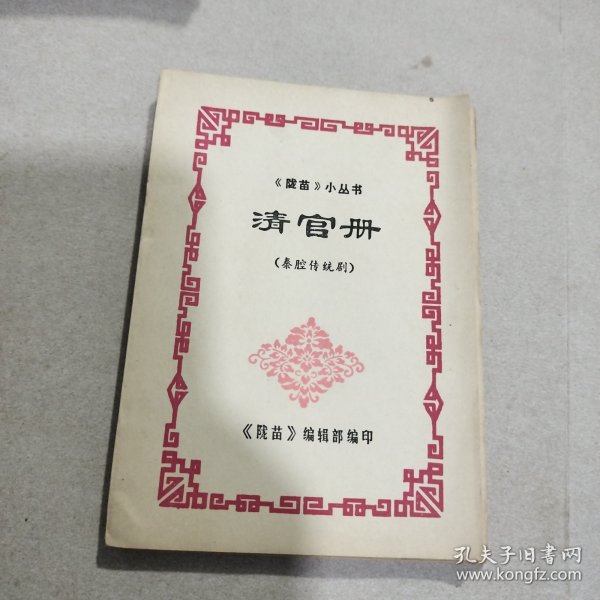 《陇苗》小丛书
清官册
（秦腔传统剧）
《陇苗》编辑部编印
孔夫子旧书网
www.kongfz.com